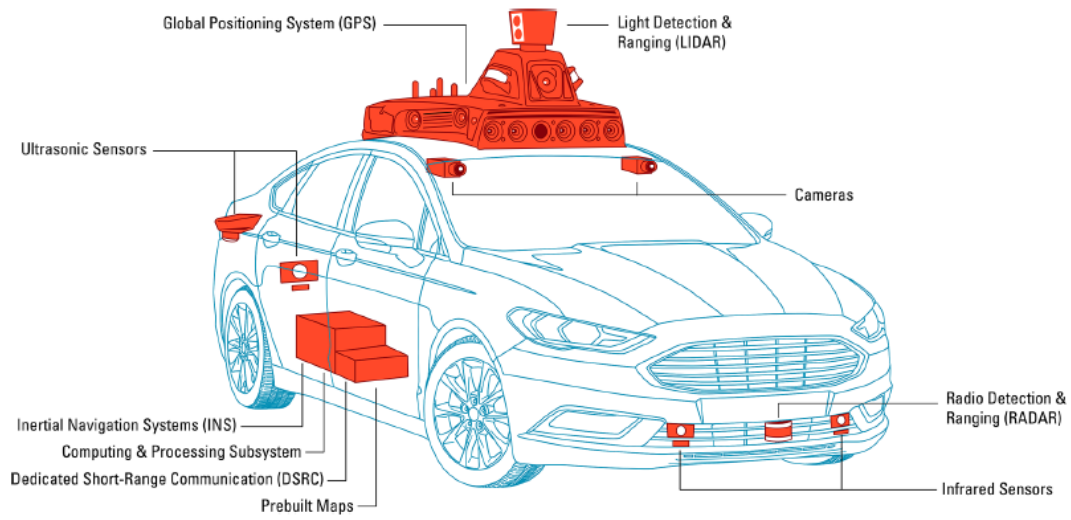 Global Positioning System (GPS)
Light Detection &
Ranging (LIDAR)
Ultrasonic Sensors
Cameras
Radio Detection &
Ranging (RADAR)
Inertial Navigation Systems (INS)
Computing & Processing Subsystem
Dedicated Short-Range Communication (DSRC)
Prebuilt Maps
Infrared Sensors